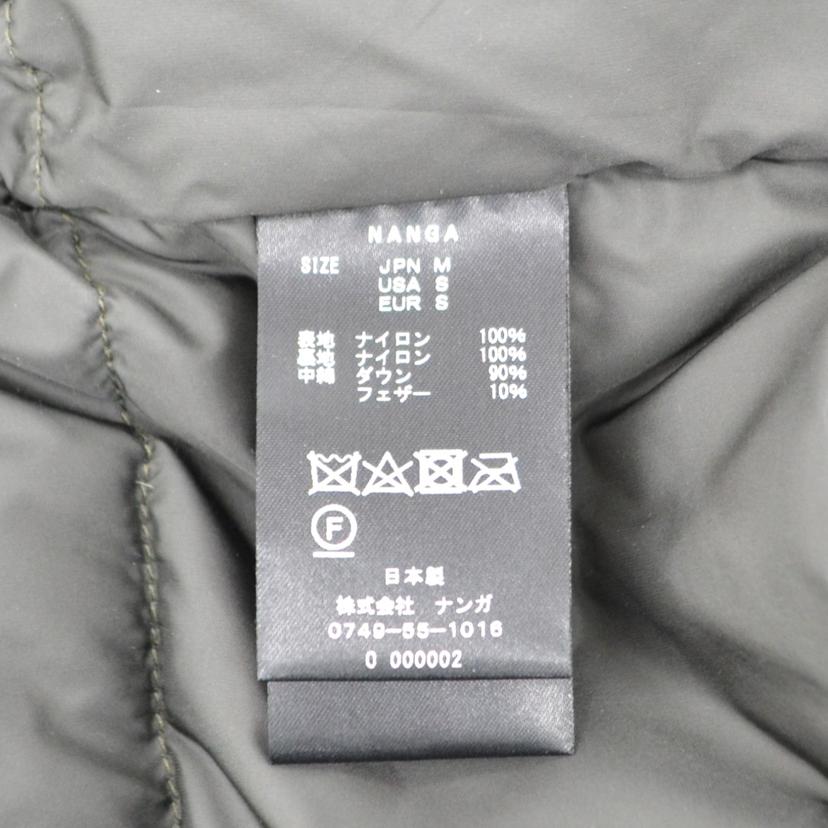 NANGA
SIZE JPN M
USA S
EUR S
表地 ナイロン 100%
裏地 ナイロン 100%
中綿 ダウン 90%
フェザー 10%
F
日本製
株式会社 ナンガ
0749-55-1016
0 000002